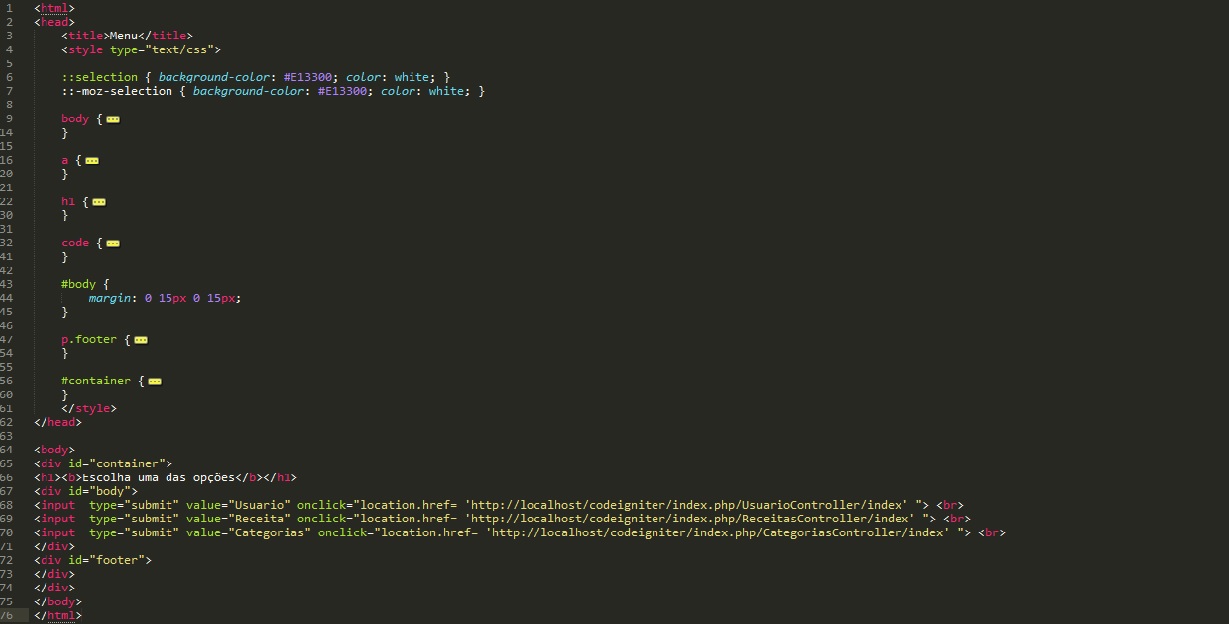 1 <html>
2 <head>
3 <title>Menu</title>
4 <style type="text/css">
5
6 ::selection { background-color: #E13300; color: white; }
7 ::-moz-selection { background-color: #E13300; color: white; }
8
9 body {
14 }
15
16 a {
20 }
21
22 h1 {
30 }
31
32 code {
41 }
42
43 #body {
44 margin: 0 15px 0 15px;
45 }
46
47 p.footer {
54 }
55
56 #container {
60 }
61 </style>
62 </head>
63
64 <body>
65 <div id="container">
66 <h1><b>Escolha uma das opções</b></h1>
67 <div id="body">
68 <input type="submit" value="Usuario" onclick="location.href= 'http://localhost/codeigniter/index.php/UsuarioController/index' "> <br>
69 <input type="submit" value="Receita" onclick="location.href= 'http://localhost/codeigniter/index.php/ReceitasController/index' "> <br>
70 <input type="submit" value="Categorias" onclick="location.href= 'http://localhost/codeigniter/index.php/CategoriasController/index' "> <br>
71 </div>
72 <div id="footer">
73 </div>
74 </div>
75 </body>
76 </html>